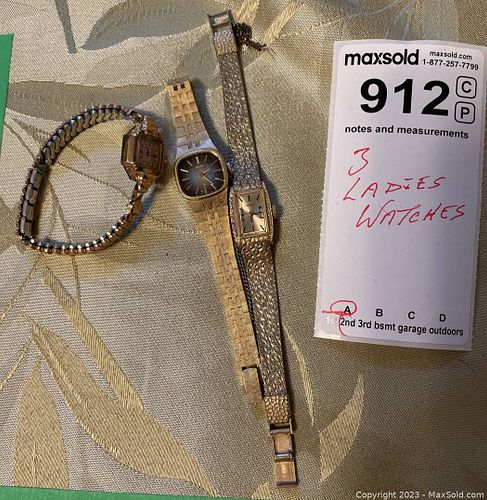 maxsold maxsold.com
1-877-257-7799
912 C
P
notes and measurements
3
LADIES
WATCHES
A B C D
2nd 3rd bsmt garage outdoors
Copyright 2023 - MaxSold.com